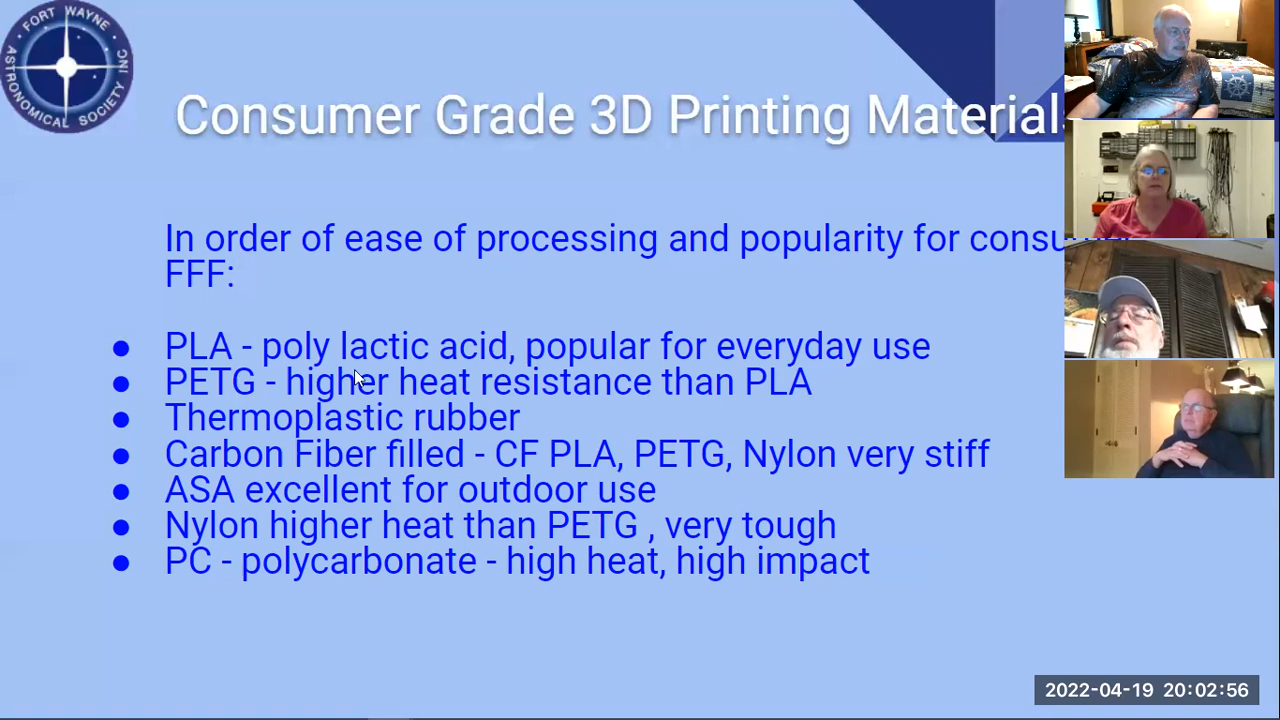 FORT WAYNE
ASTRONOMICAL SOCIETY INC
Consumer Grade 3D Printing Materials
In order of ease of processing and popularity for consumer
FFF:
● PLA - poly lactic acid, popular for everyday use
● PETG - higher heat resistance than PLA
● Thermoplastic rubber
● Carbon Fiber filled - CF PLA, PETG, Nylon very stiff
● ASA excellent for outdoor use
● Nylon higher heat than PETG , very tough
● PC - polycarbonate - high heat, high impact
2022-04-19 20:02:56